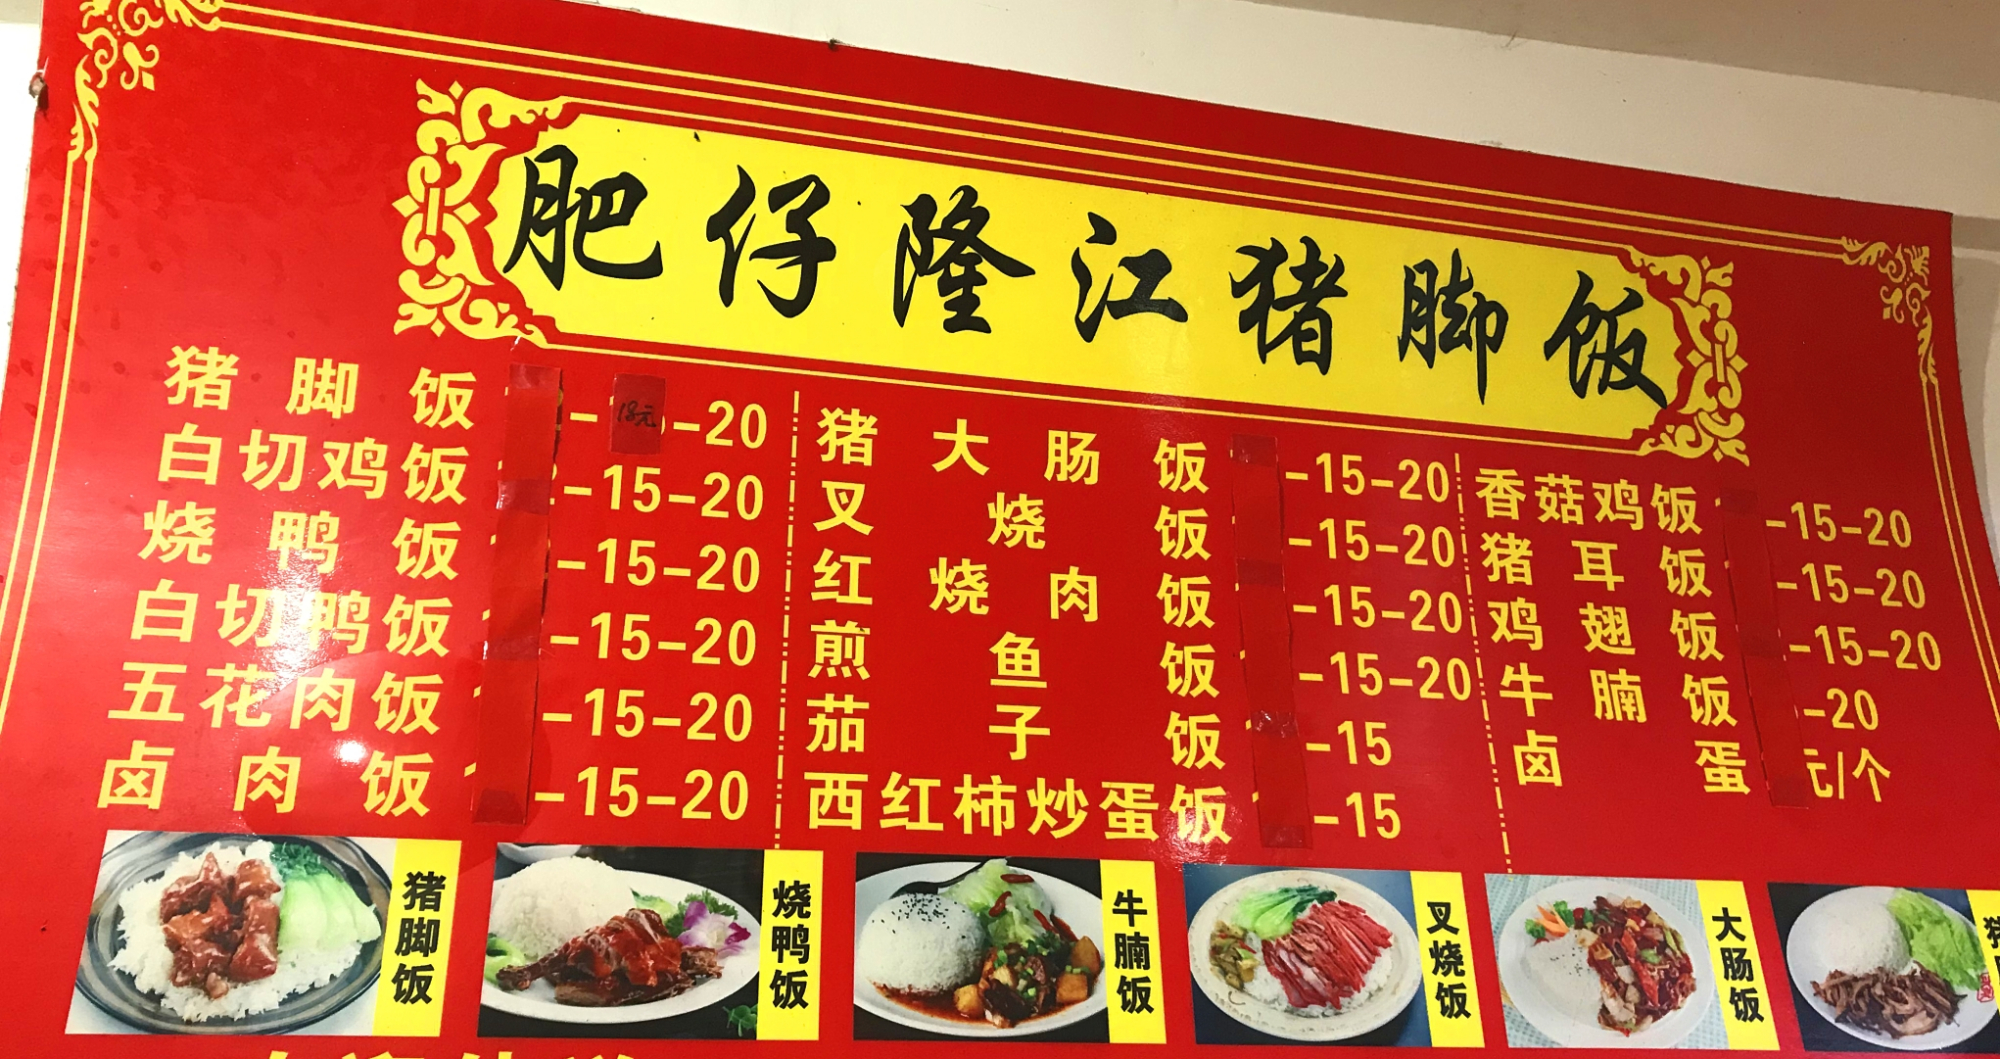 肥仔隆江猪脚饭
猪脚饭 18元-20
白切鸡饭 -15-20
烧鸭饭 -15-20
白切鸭饭 -15-20
五花肉饭 -15-20
卤肉饭 -15-20
猪大肠饭 -15-20
叉烧饭 -15-20
红烧肉饭 -15-20
煎鱼饭 -15-20
茄子饭 -15
西红柿炒蛋饭 -15
香菇鸡饭 -15-20
猪耳饭 -15-20
鸡翅饭 -15-20
牛腩饭 -20
卤蛋 元/个
猪脚饭
烧鸭饭
牛腩饭
叉烧饭
大肠饭